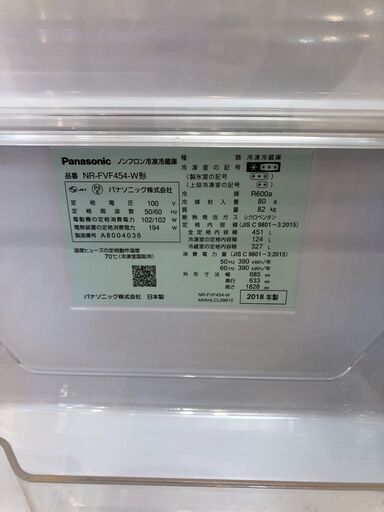 Panasonic ノンフロン冷凍冷蔵庫
品番 NR-FVF454-W形
パナソニック株式会社
定格電圧 100 V
定格周波数 50/60 Hz
電動機の定格消費電力 102/102 W
電熱装置の定格消費電力 194 W
製造番号 A8004036
温度ヒューズの定格動作温度
70℃(冷凍室霜取用)
パナソニック株式会社 日本製
種類 冷凍冷蔵庫
冷凍室の記号
(製氷室の記号)
(上段冷凍室の記号)
冷媒 R600a
冷媒封入量 80 g
質量 82 kg
断熱発泡ガス シクロペンタン
定格内容積 (JIS C 9801-3:2015)
全定格内容積 451 L
冷凍室の定格内容積 124 L
冷蔵室の定格内容積 327 L
消費電力量 (JIS C 9801-3:2015)
50Hz 390 kWh/年
60Hz 390 kWh/年
外形寸法 幅 685 mm
奥行 633 mm
高さ 1828 mm
NR-FVF454-W
ARAHLCL09810
2018年製